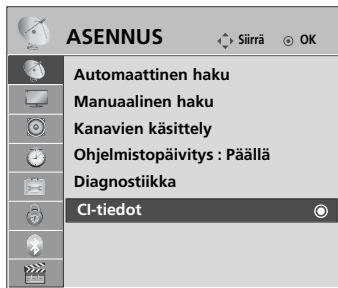 ASENNUS Siirrä OK
Automaattinen haku
Manuaalinen haku
Kanavien käsittely
Ohjelmistopäivitys : Päällä
Diagnostiikka
CI-tiedot